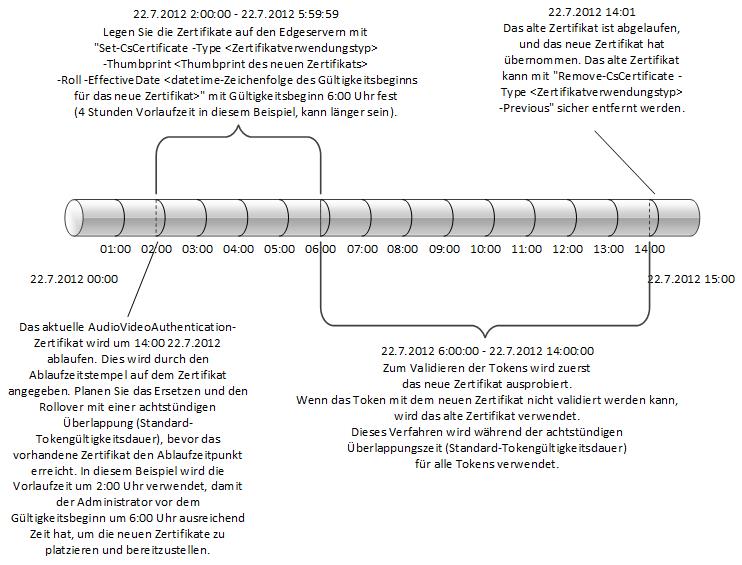 22.7.2012 2:00:00 - 22.7.2012 5:59:59
Legen Sie die Zertifikate auf den Edgeservern mit
"Set-CsCertificate -Type <Zertifikatverwendungstyp>
-Thumbprint <Thumbprint des neuen Zertifikats>
-Roll -EffectiveDate <datetime-Zeichenfolge des Gültigkeitsbeginns
für das neue Zertifikat>" mit Gültigkeitsbeginn 6:00 Uhr fest
(4 Stunden Vorlaufzeit in diesem Beispiel, kann länger sein).
22.7.2012 14:01
Das alte Zertifikat ist abgelaufen,
und das neue Zertifikat hat
übernommen. Das alte Zertifikat
kann mit "Remove-CsCertificate -
Type <Zertifikatverwendungstyp>
-Previous" sicher entfernt werden.
01:00 02:00 03:00 04:00 05:00 06:00 07:00 08:00 09:00 10:00 11:00 12:00 13:00 14:00
22.7.2012 00:00
22.7.2012 15:00
Das aktuelle AudioVideoAuthentication-
Zertifikat wird um 14:00 22.7.2012
ablaufen. Dies wird durch den
Ablaufzeitstempel auf dem Zertifikat
angegeben. Planen Sie das Ersetzen und den
Rollover mit einer achtstündigen
Überlappung (Standard-
Tokengültigkeitsdauer), bevor das
vorhandene Zertifikat den Ablaufzeitpunkt
erreicht. In diesem Beispiel wird die
Vorlaufzeit um 2:00 Uhr verwendet, damit
der Administrator vor dem
Gültigkeitsbeginn um 6:00 Uhr ausreichend
Zeit hat, um die neuen Zertifikate zu
platzieren und bereitzustellen.
22.7.2012 6:00:00 - 22.7.2012 14:00:00
Zum Validieren der Tokens wird zuerst
das neue Zertifikat ausprobiert.
Wenn das Token mit dem neuen Zertifikat nicht validiert werden kann,
wird das alte Zertifikat verwendet.
Dieses Verfahren wird während der achtstündigen
Überlappungszeit (Standard-Tokengültigkeitsdauer)
für alle Tokens verwendet.